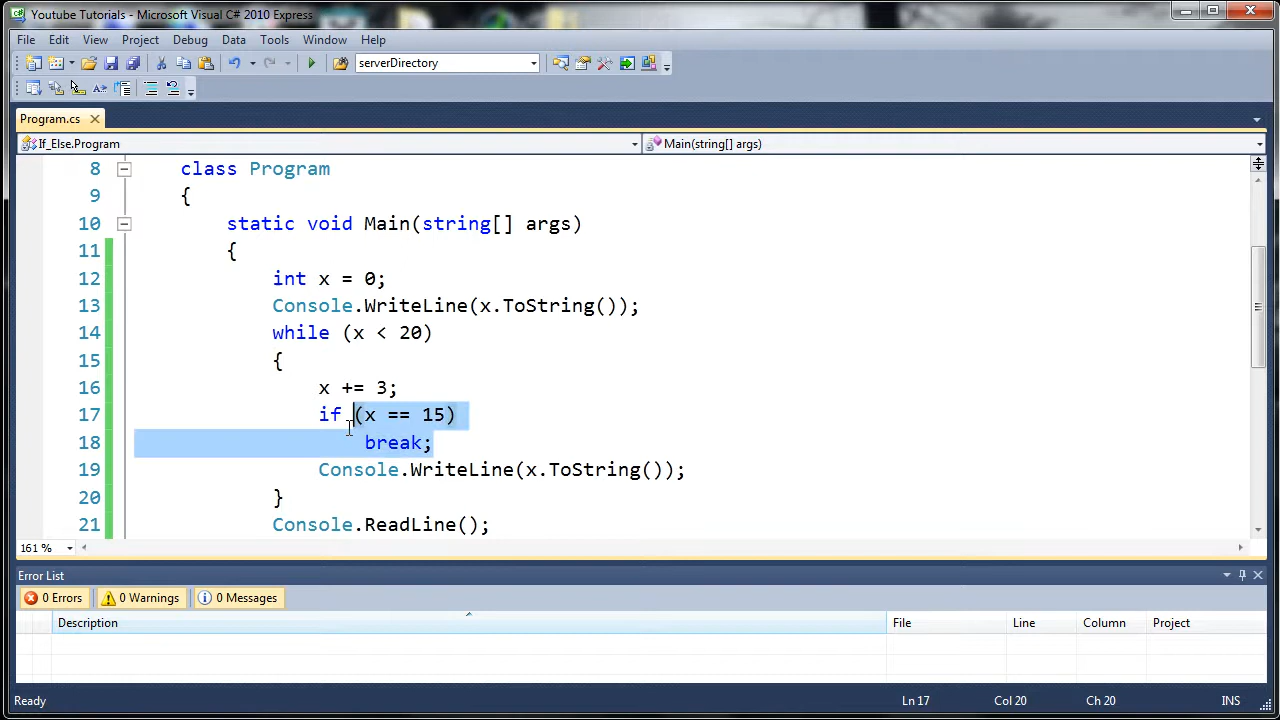 Youtube Tutorials - Microsoft Visual C# 2010 Express
File Edit View Project Debug Data Tools Window Help
serverDirectory
Program.cs
If_Else.Program Main(string[] args)
8 class Program
9 {
10 static void Main(string[] args)
11 {
12 int x = 0;
13 Console.WriteLine(x.ToString());
14 while (x < 20)
15 {
16 x += 3;
17 if (x == 15)
18 break;
19 Console.WriteLine(x.ToString());
20 }
21 Console.ReadLine();
161 %
Error List
0 Errors 0 Warnings 0 Messages
Description File Line Column Project
Ready Ln 17 Col 20 Ch 20 INS